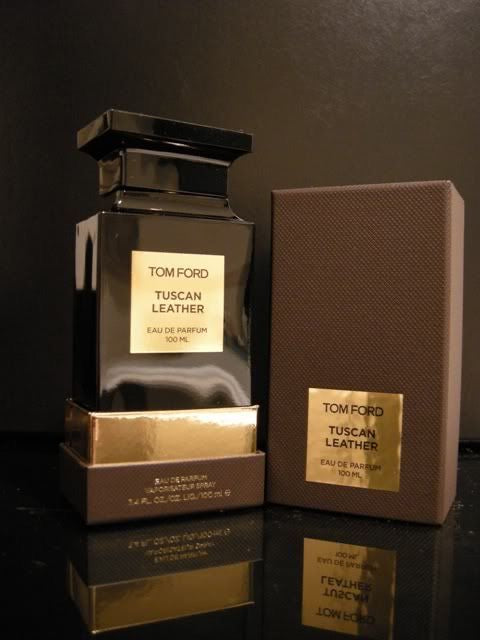 TOM FORD
TUSCAN
LEATHER
EAU DE PARFUM
100 ML
EAU DE PARFUM
VAPORISATEUR SPRAY
3.4 FL. OZ./OZ. LIQ./100 ml ℮
TOM FORD
TUSCAN
LEATHER
EAU DE PARFUM
100 ML